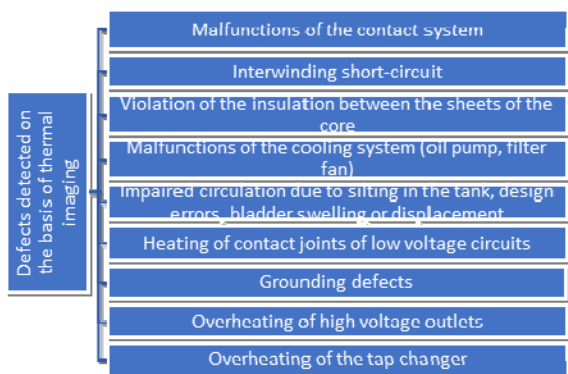 Defects detected on
the basis of thermal
imaging
Malfunctions of the contact system
Interwinding short-circuit
Violation of the insulation between the sheets of the
core
Malfunctions of the cooling system (oil pump, filter
fan)
Impaired circulation due to silting in the tank, design
errors, bladder swelling or displacement
Heating of contact joints of low voltage circuits
Grounding defects
Overheating of high voltage outlets
Overheating of the tap changer